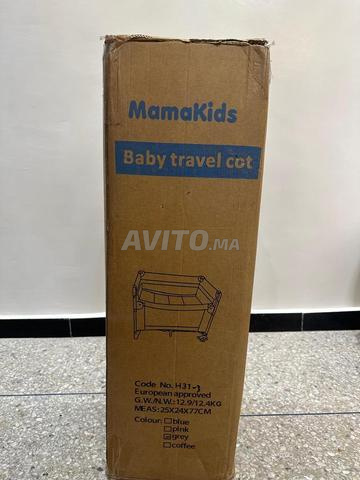 MamaKids
Baby travel cot
AVITO.MA
Code No. H31-3
European approved
G.W./N.W.: 12.9/12.4KG
MEAS:25X24X77CM
Colour: blue
pink
grey
coffee